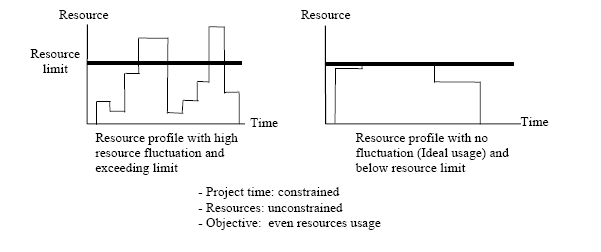 Resource
Resource
limit
Time
Resource profile with high
resource fluctuation and
exceeding limit
Resource
Time
Resource profile with no
fluctuation (Ideal usage) and
below resource limit
- Project time: constrained
- Resources: unconstrained
- Objective: even resources usage